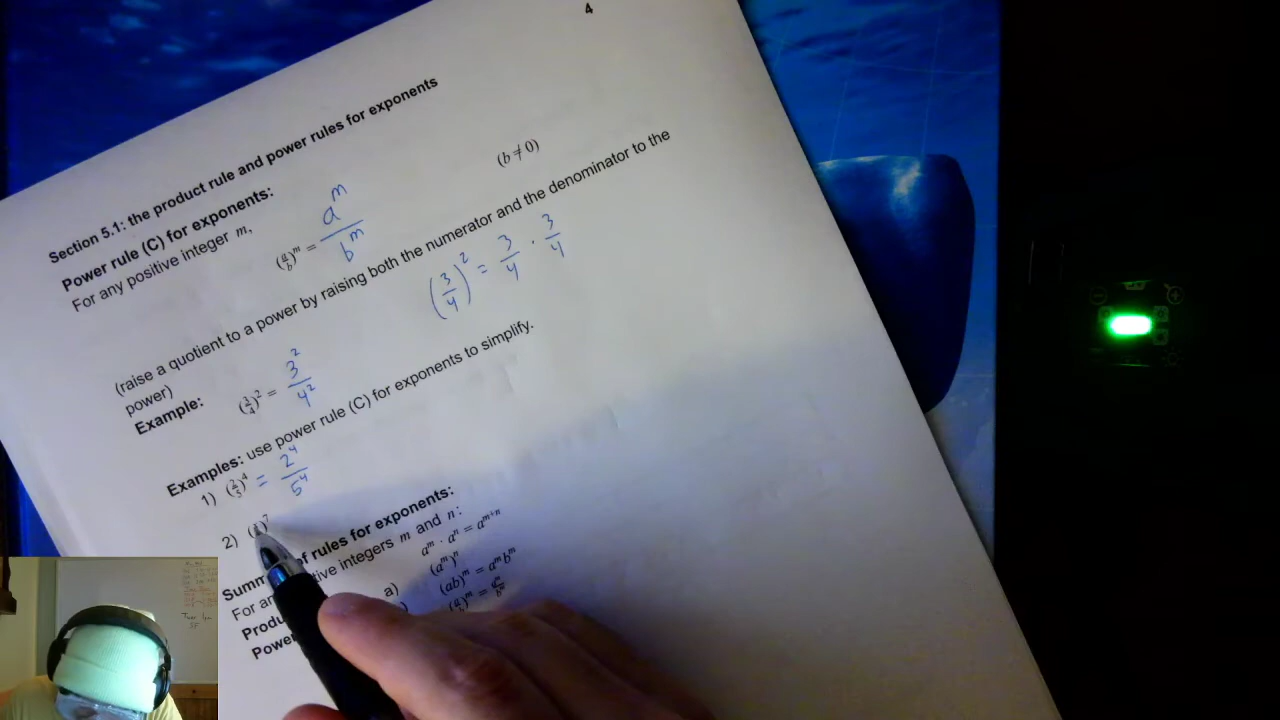 4
Section 5.1: the product rule and power rules for exponents
Power rule (C) for exponents:
For any positive integer m,
(a/b)^m = a^m/b^m (b ≠ 0)
(raise a quotient to a power by raising both the numerator and the denominator to the
power)
Example: (3/4)^2 = 3^2/4^2 (3/4)^2 = 3/4 · 3/4
Examples: use power rule (C) for exponents to simplify.
1) (2/5)^4 = 2^4/5^4
2)
of rules for exponents:
integers m and n:
a^m · a^n = a^{m+n}
a) (a^m)^n
(ab)^m = a^m b^m
(a/b)^m = a^m/b^m